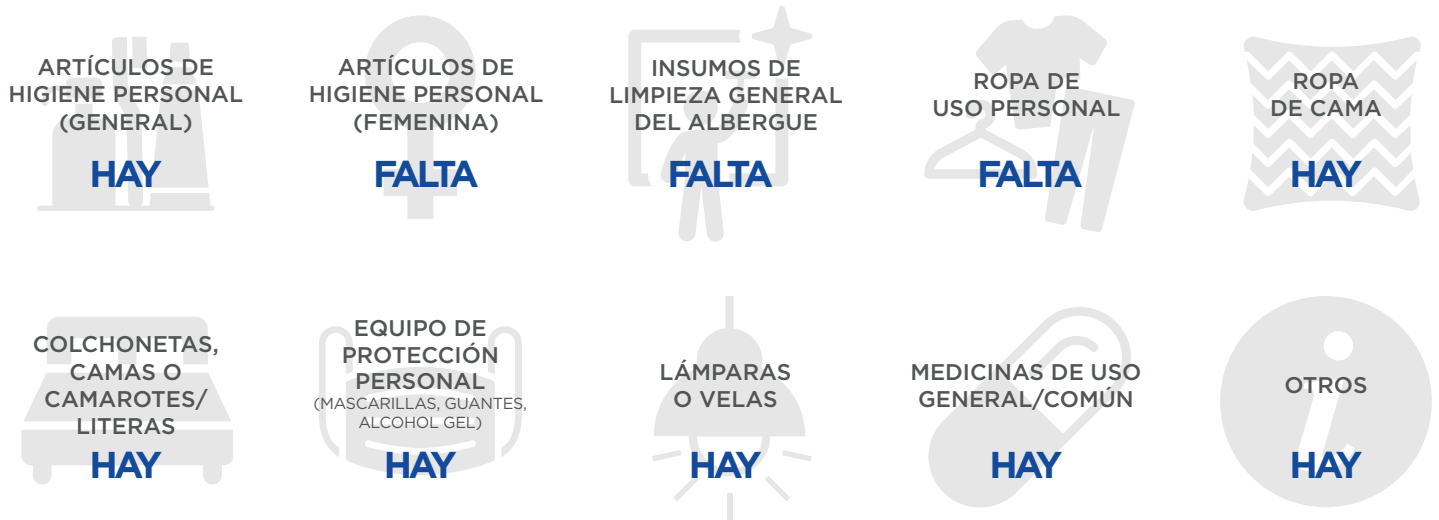 ARTÍCULOS DE
HIGIENE PERSONAL
(GENERAL)
HAY
ARTÍCULOS DE
HIGIENE PERSONAL
(FEMENINA)
FALTA
INSUMOS DE
LIMPIEZA GENERAL
DEL ALBERGUE
FALTA
ROPA DE
USO PERSONAL
FALTA
ROPA
DE CAMA
HAY
COLCHONETAS,
CAMAS O
CAMAROTES/
LITERAS
HAY
EQUIPO DE
PROTECCIÓN
PERSONAL
(MASCARILLAS, GUANTES,
ALCOHOL GEL)
HAY
LÁMPARAS
O VELAS
HAY
MEDICINAS DE USO
GENERAL/COMÚN
HAY
OTROS
HAY